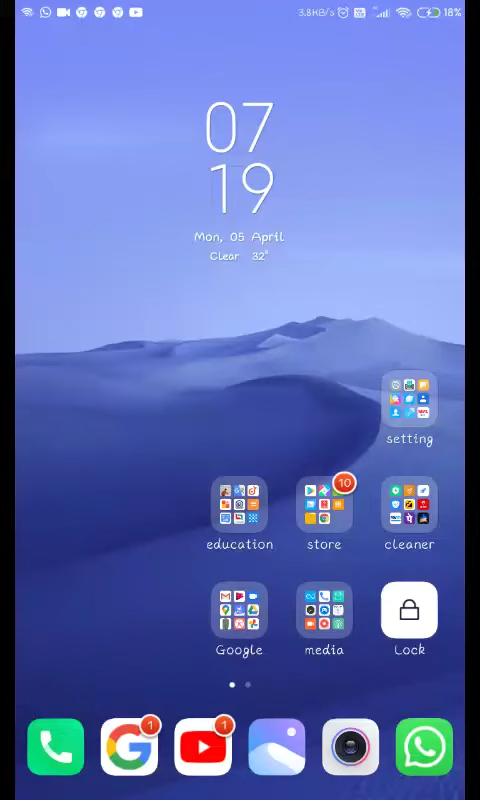 3.8KB/s 18%
07
19
Mon, 05 April
Clear 32°
setting
10
education store cleaner
Google media Lock
1 1